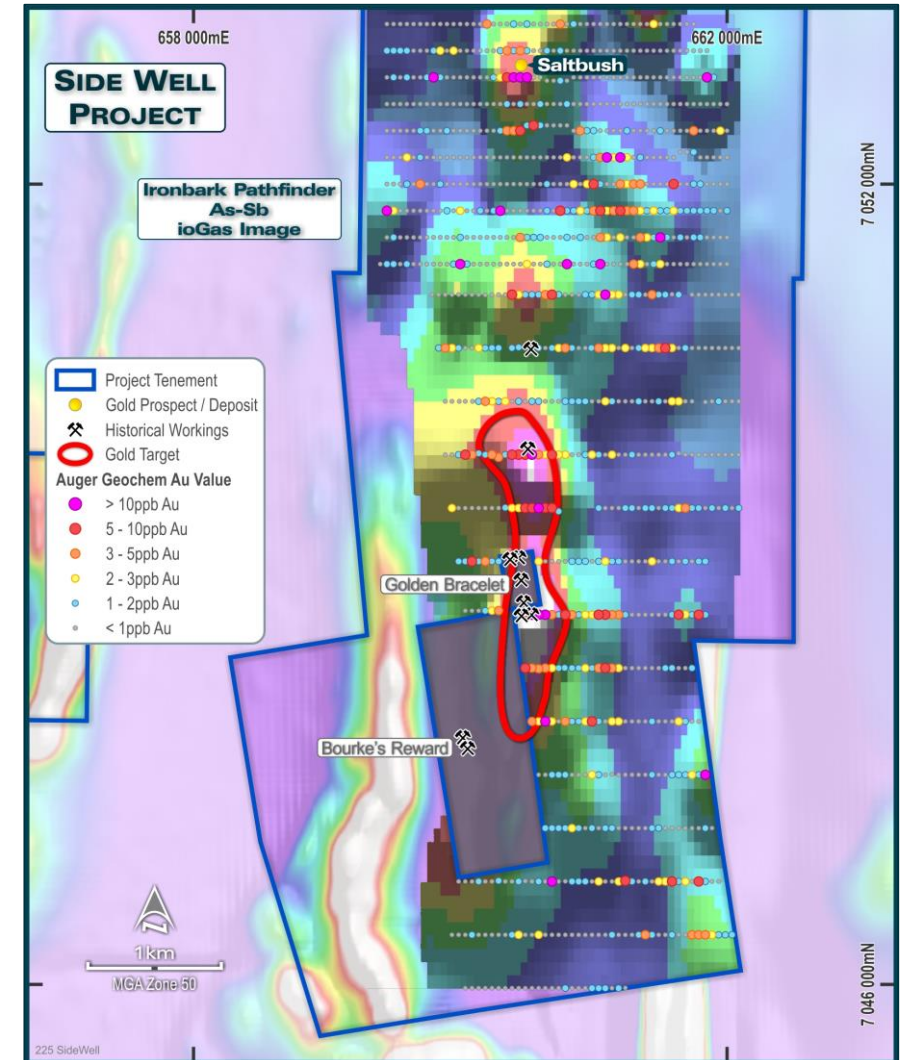 658 000mE
662 000mE
SIDE WELL
PROJECT
Saltbush
7 052 000mN
Ironbark Pathfinder
As-Sb
ioGas Image
Project Tenement
Gold Prospect / Deposit
Historical Workings
Gold Target
Auger Geochem Au Value
> 10ppb Au
5 - 10ppb Au
3 - 5ppb Au
2 - 3ppb Au
1 - 2ppb Au
< 1ppb Au
Golden Bracelet
Bourke's Reward
1km
MGA Zone 50
7 046 000mN
225 SideWell